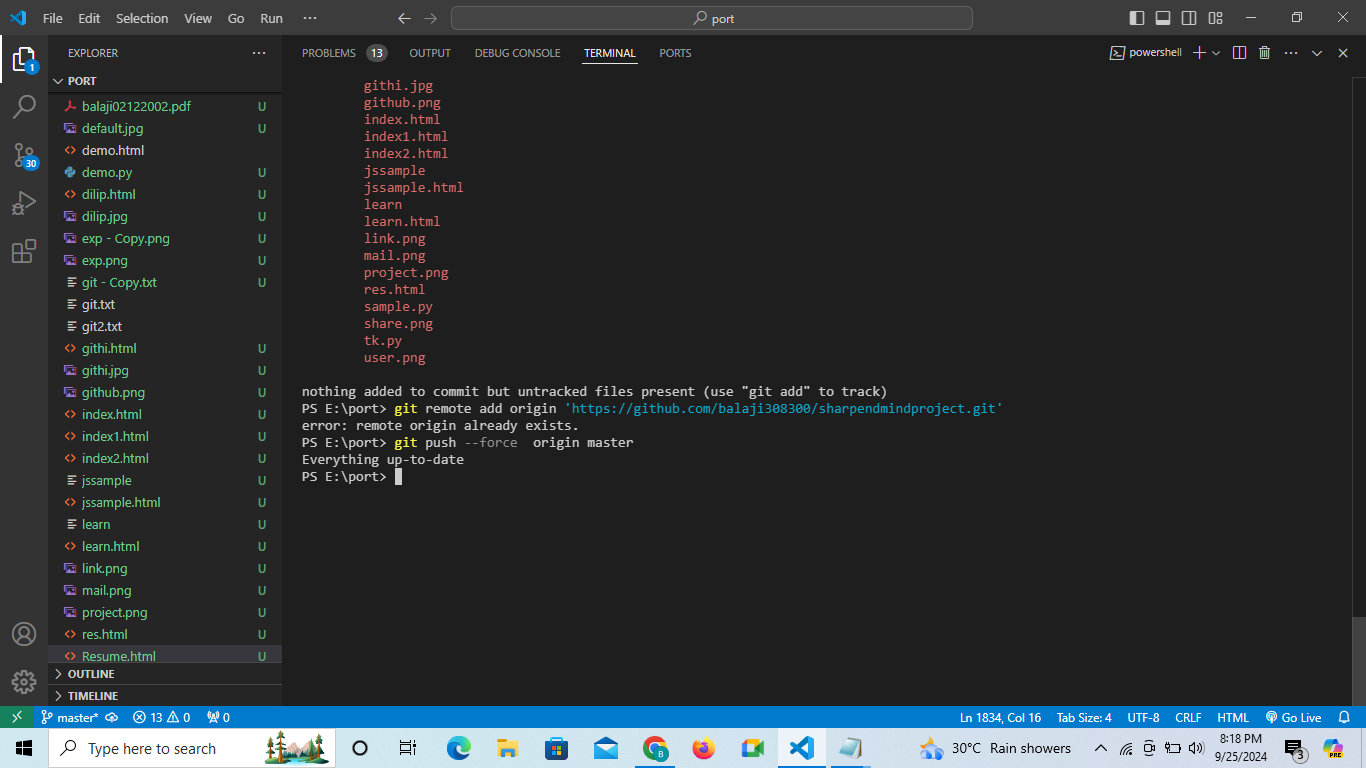 File Edit Selection View Go Run ··· port
EXPLORER ···
PORT
balaji02122002.pdf U
default.jpg U
demo.html
demo.py U
dilip.html U
dilip.jpg U
exp - Copy.png U
exp.png U
git - Copy.txt U
git.txt
git2.txt
githi.html U
githi.jpg U
github.png U
index.html U
index1.html U
index2.html U
jssample U
jssample.html U
learn U
learn.html U
link.png U
mail.png U
project.png U
res.html U
Resume.html U
OUTLINE
TIMELINE
1
30
PROBLEMS 13 OUTPUT DEBUG CONSOLE TERMINAL PORTS powershell ···
githi.jpg
github.png
index.html
index1.html
index2.html
jssample
jssample.html
learn
learn.html
link.png
mail.png
project.png
res.html
sample.py
share.png
tk.py
user.png
nothing added to commit but untracked files present (use "git add" to track)
PS E:\port> git remote add origin 'https://github.com/balaji308300/sharpendmindproject.git'
error: remote origin already exists.
PS E:\port> git push --force  origin master
Everything up-to-date
PS E:\port>
master* 13 0 0 Ln 1834, Col 16 Tab Size: 4 UTF-8 CRLF HTML Go Live
Type here to search B 30°C Rain showers 8:18 PM 3 PRE
9/25/2024